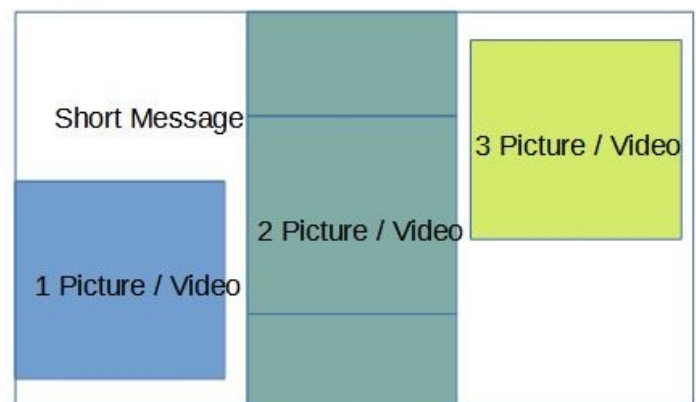 Short Message
1 Picture / Video
2 Picture / Video
3 Picture / Video